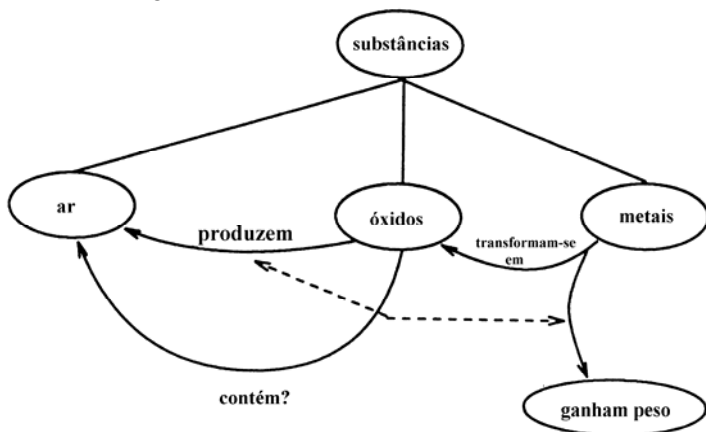 substâncias
ar
produzem
óxidos
transformam-se
em
metais
contém?
ganham peso